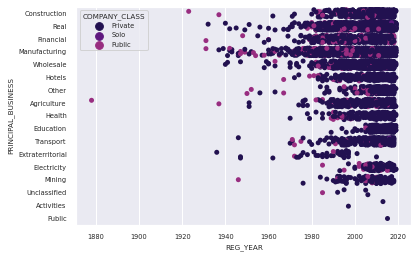 COMPANY_CLASS
Private
Solo
Public
PRINCIPAL_BUSINESS
Construction
Real
Financial
Manufacturing
Wholesale
Hotels
Other
Agriculture
Health
Education
Transport
Extraterritorial
Electricity
Mining
Unclassified
Activities
Public
1880 1900 1920 1940 1960 1980 2000 2020
REG_YEAR